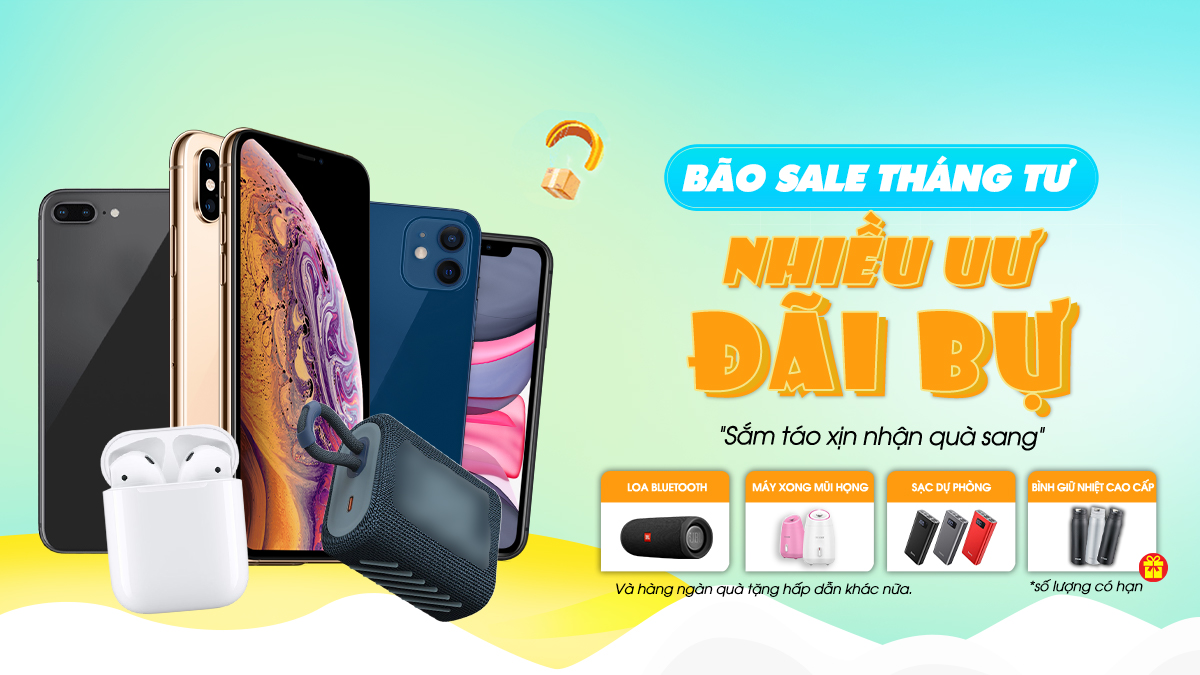 BÃO SALE THÁNG TƯ
NHIỀU ƯU
ĐÃI BỰ
"Sắm táo xịn nhận quà sang"
LOA BLUETOOTH
MÁY XONG MŨI HỌNG
SẠC DỰ PHÒNG
BÌNH GIỮ NHIỆT CAO CẤP
JBL
Và hàng ngàn quà tặng hấp dẫn khác nữa.
*số lượng có hạn